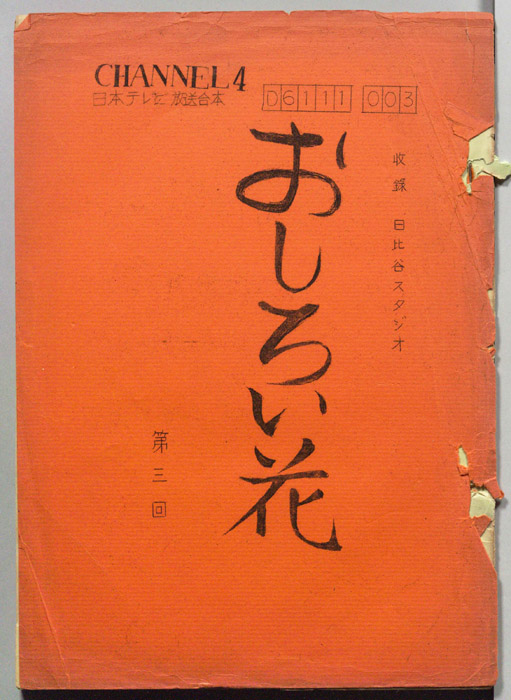 CHANNEL 4
日本テレビ放送台本
D6111 003
収録 日比谷スタジオ
おしろい花
第三回